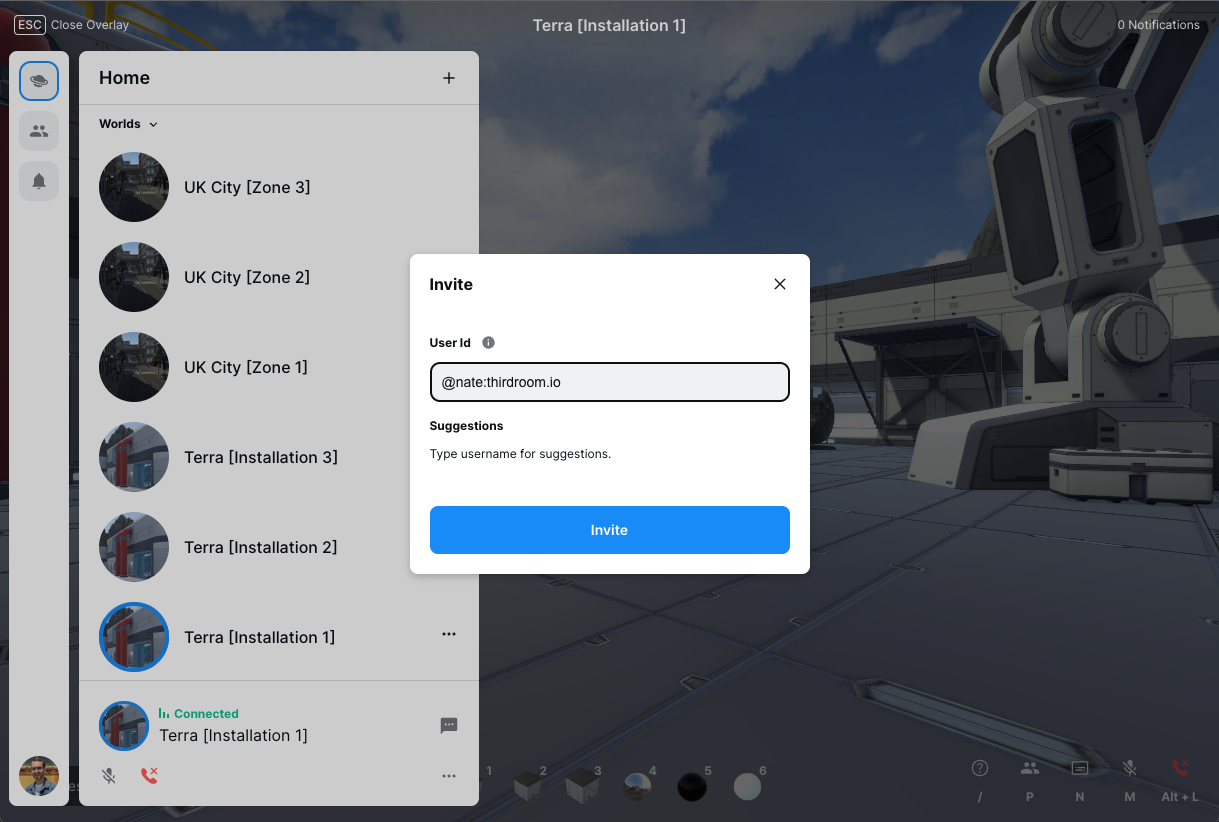 ESC Close Overlay
Terra [Installation 1]
0 Notifications
Home
Worlds
UK City [Zone 3]
UK City [Zone 2]
UK City [Zone 1]
Terra [Installation 3]
Terra [Installation 2]
Terra [Installation 1]
Connected
Terra [Installation 1]
Invite
User Id
@nate:thirdroom.io
Suggestions
Type username for suggestions.
Invite
1 2 3 4 5 6
/ P N M Alt + L